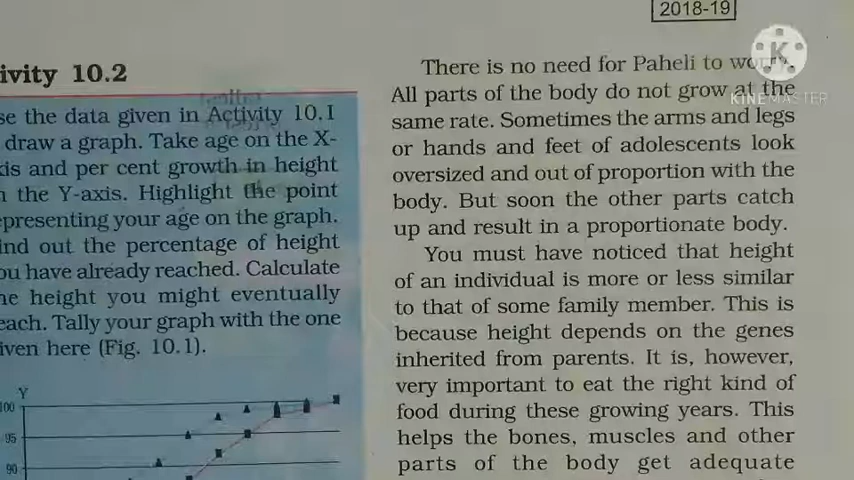 2018-19
ivity 10.2
se the data given in Activity 10.1
draw a graph. Take age on the X-
xis and per cent growth in height
n the Y-axis. Highlight the point
epresenting your age on the graph.
ind out the percentage of height
ou have already reached. Calculate
he height you might eventually
each. Tally your graph with the one
iven here (Fig. 10.1).
Y
100
95
90
There is no need for Paheli to
All parts of the body do not grow at the
same rate. Sometimes the arms and legs
or hands and feet of adolescents look
oversized and out of proportion with the
body. But soon the other parts catch
up and result in a proportionate body.
You must have noticed that height
of an individual is more or less similar
to that of some family member. This is
because height depends on the genes
inherited from parents. It is, however,
very important to eat the right kind of
food during these growing years. This
helps the bones, muscles and other
parts of the body get adequate
K
KINEMASTER